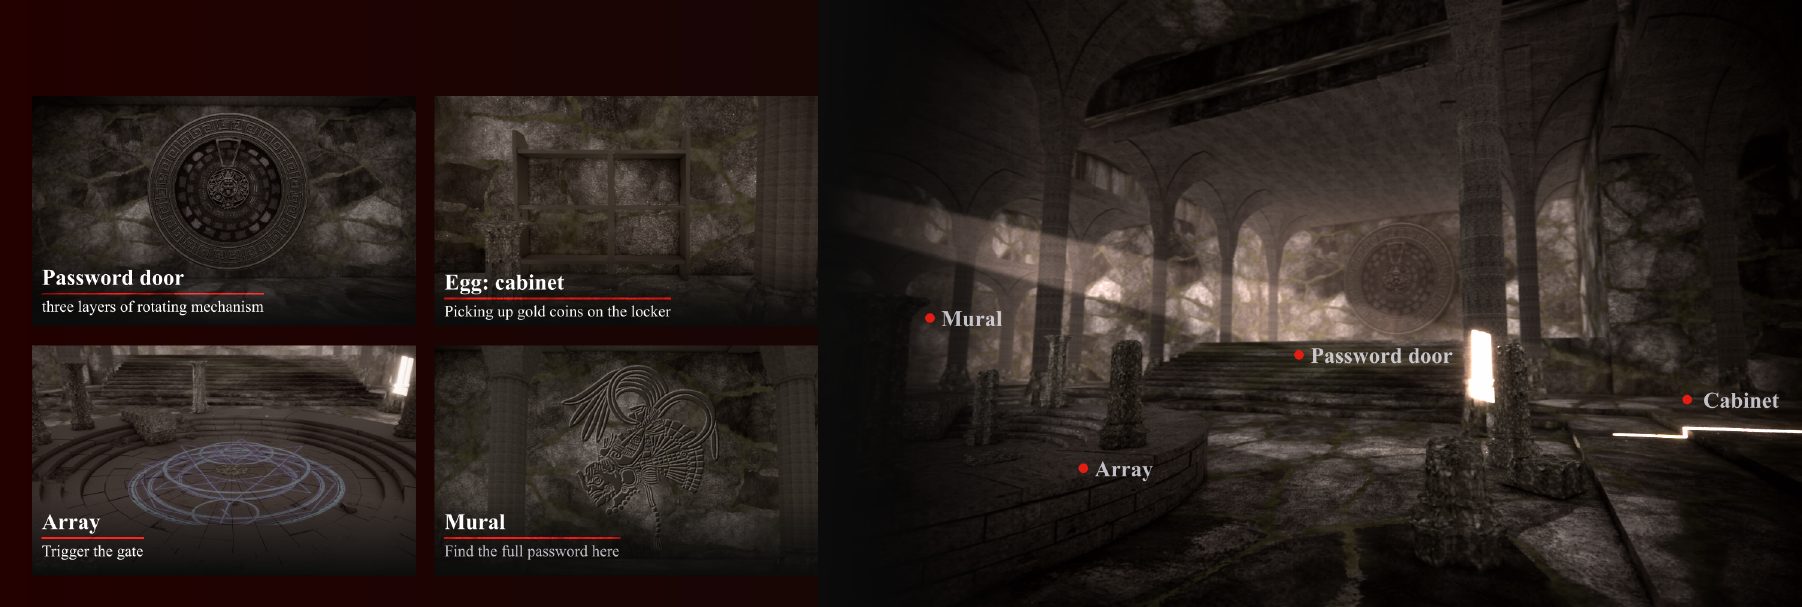 Password door
three layers of rotating mechanism
Egg: cabinet
Picking up gold coins on the locker
Array
Trigger the gate
Mural
Find the full password here
Mural
Password door
Cabinet
Array